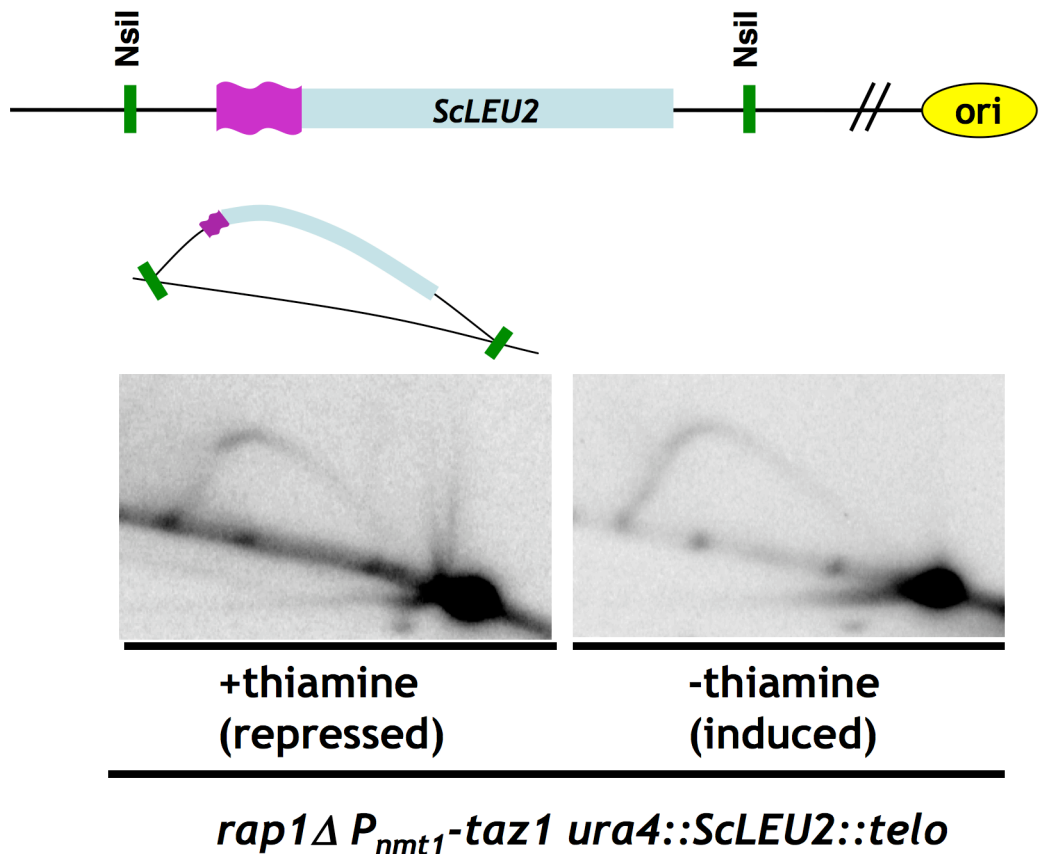 NsiI NsiI
ScLEU2 ori
+thiamine -thiamine
(repressed) (induced)
rap1Δ Pnmt1-taz1 ura4::ScLEU2::telo